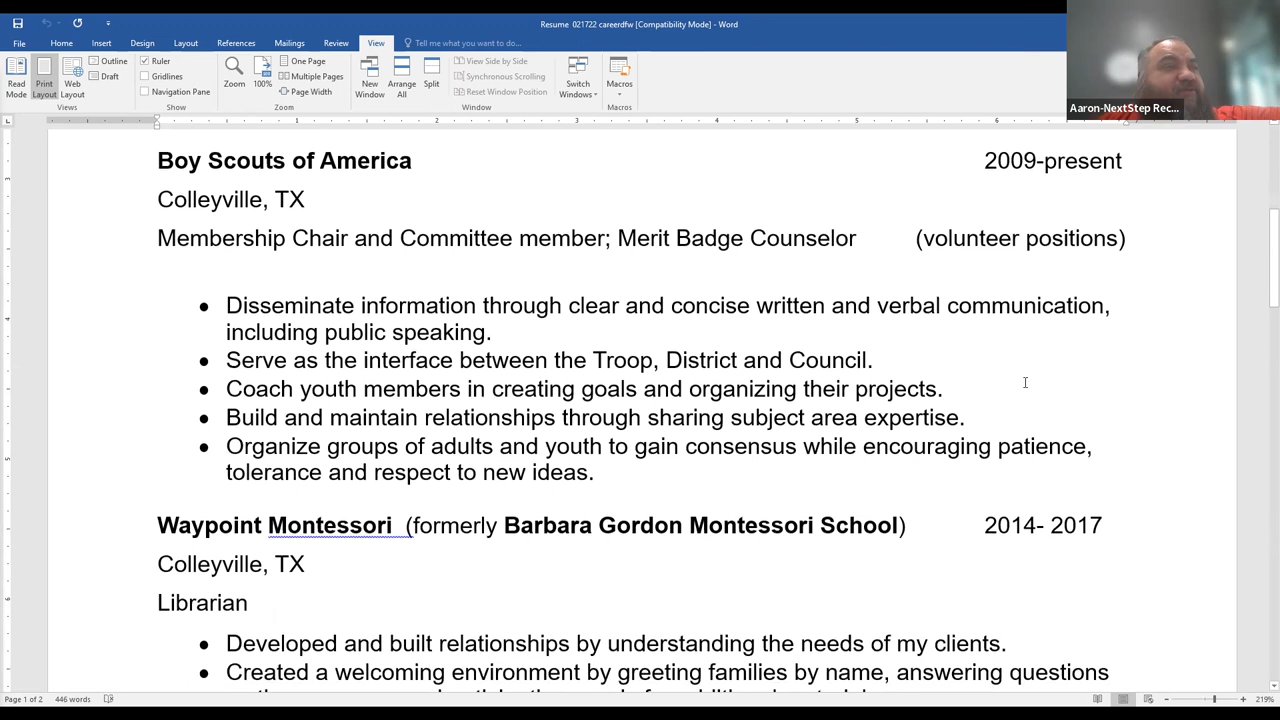 Resume 021722 careerdfw [Compatibility Mode] - Word
File Home Insert Design Layout References Mailings Review View Tell me what you want to do...
Read Mode Print Layout Web Layout Outline Draft Views
Ruler Gridlines Navigation Pane Show
Zoom 100% One Page Multiple Pages Page Width Zoom
New Window Arrange All Split View Side by Side Synchronous Scrolling Reset Window Position Window
Switch Windows Macros Macros
Aaron-NextStep Rec...
1 2 3 4 5 6
Boy Scouts of America 2009-present
Colleyville, TX
Membership Chair and Committee member; Merit Badge Counselor (volunteer positions)
• Disseminate information through clear and concise written and verbal communication,
including public speaking.
• Serve as the interface between the Troop, District and Council.
• Coach youth members in creating goals and organizing their projects.
• Build and maintain relationships through sharing subject area expertise.
• Organize groups of adults and youth to gain consensus while encouraging patience,
tolerance and respect to new ideas.
Waypoint Montessori (formerly Barbara Gordon Montessori School) 2014- 2017
Colleyville, TX
Librarian
• Developed and built relationships by understanding the needs of my clients.
• Created a welcoming environment by greeting families by name, answering questions
Page 1 of 2 446 words 219%